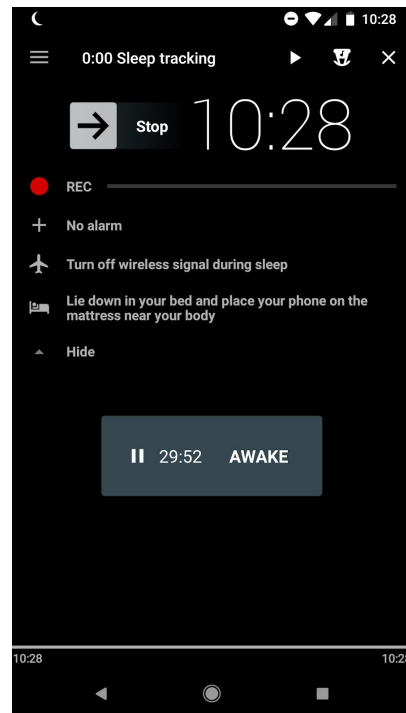 10:28
0:00 Sleep tracking
Stop
10:28
REC
No alarm
Turn off wireless signal during sleep
Lie down in your bed and place your phone on the
mattress near your body
Hide
29:52 AWAKE
10:28 10:28